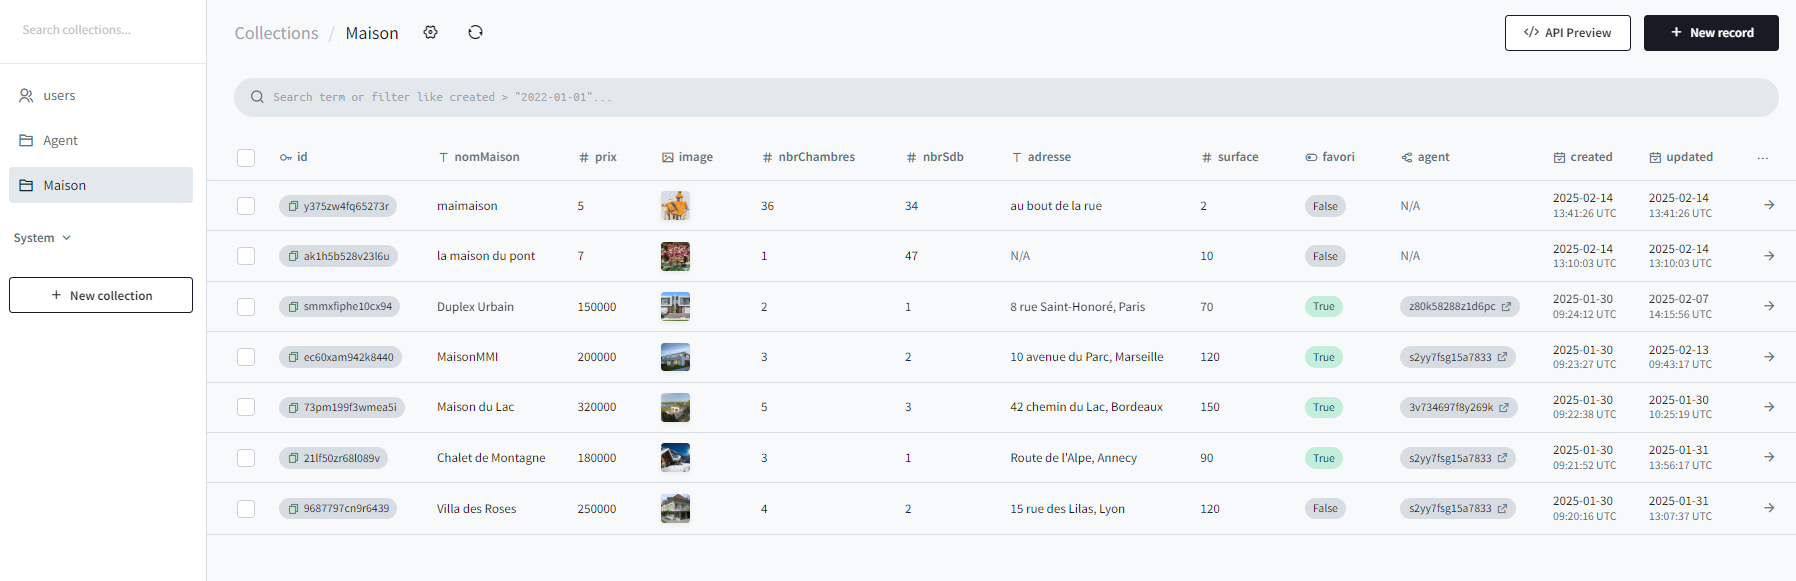 Search collections...
users
Agent
Maison
System
+ New collection
Collections / Maison
</> API Preview
+ New record
Search term or filter like created > "2022-01-01"...
id nomMaison prix image nbrChambres nbrSdb adresse surface favori agent created updated ...
y375zw4fq65273r maimaison 5 36 34 au bout de la rue 2 False N/A 2025-02-14 13:41:26 UTC 2025-02-14 13:41:26 UTC
ak1h5b528v23l6u la maison du pont 7 1 47 N/A 10 False N/A 2025-02-14 13:10:03 UTC 2025-02-14 13:10:03 UTC
smmxfiphe10cx94 Duplex Urbain 150000 2 1 8 rue Saint-Honoré, Paris 70 True z80k58288z1d6pc 2025-01-30 09:24:12 UTC 2025-02-07 14:15:56 UTC
ec60xam942k8440 MaisonMMI 200000 3 2 10 avenue du Parc, Marseille 120 True s2yy7fsg15a7833 2025-01-30 09:23:27 UTC 2025-02-13 09:43:17 UTC
73pm199f3wmea5i Maison du Lac 320000 5 3 42 chemin du Lac, Bordeaux 150 True 3v734697f8y269k 2025-01-30 09:22:38 UTC 2025-01-30 10:25:19 UTC
21lf50zr68l089v Chalet de Montagne 180000 3 1 Route de l'Alpe, Annecy 90 True s2yy7fsg15a7833 2025-01-30 09:21:52 UTC 2025-01-31 13:56:17 UTC
9687797cn9r6439 Villa des Roses 250000 4 2 15 rue des Lilas, Lyon 120 False s2yy7fsg15a7833 2025-01-30 09:20:16 UTC 2025-01-31 13:07:37 UTC